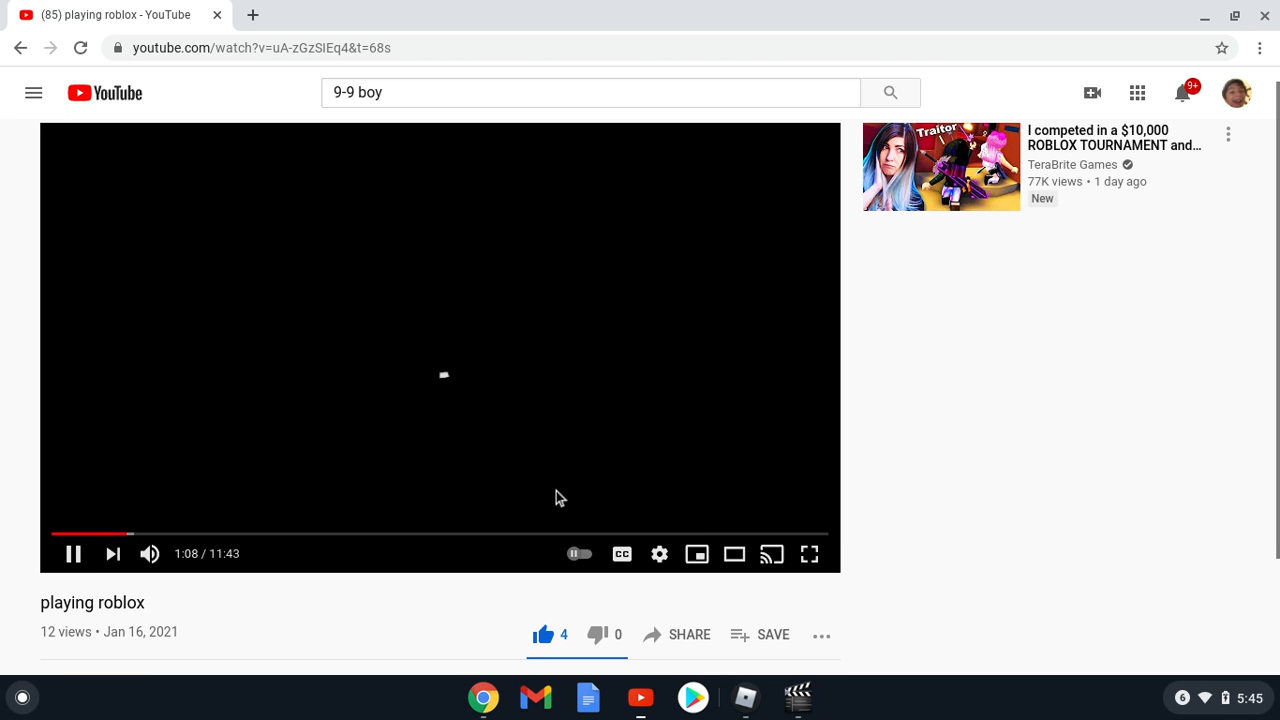 (85) playing roblox - YouTube
youtube.com/watch?v=uA-zGzSIEq4&t=68s
YouTube
9-9 boy
9+
Traitor
I competed in a $10,000
ROBLOX TOURNAMENT and...
TeraBrite Games
77K views • 1 day ago
New
1:08 / 11:43
CC
playing roblox
12 views • Jan 16, 2021
4
0
SHARE
SAVE
6
5:45